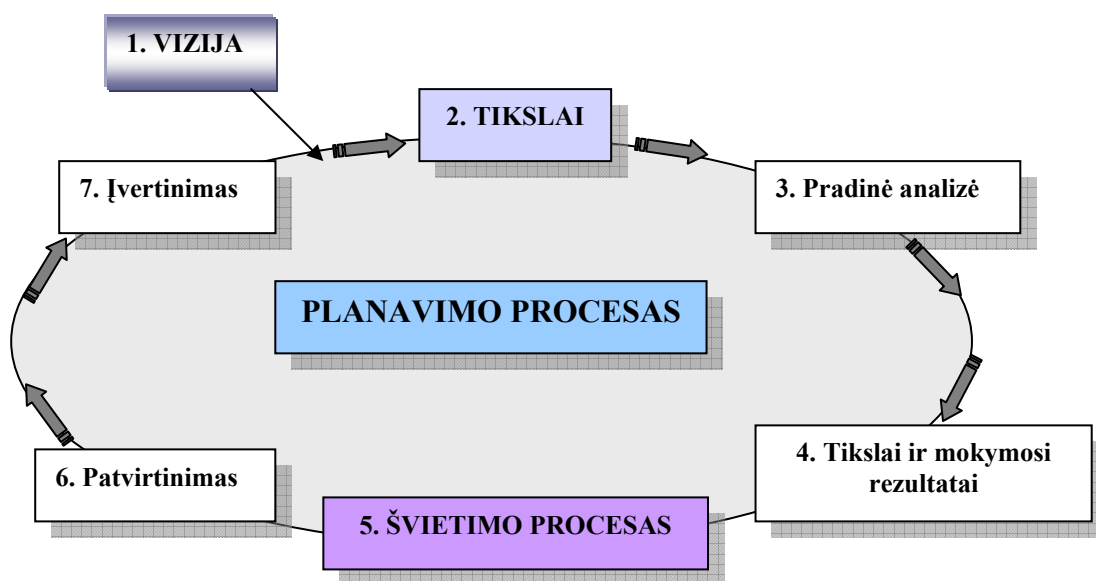 1. VIZIJA
2. TIKSLAI
7. Įvertinimas
3. Pradinė analizė
PLANAVIMO PROCESAS
4. Tikslai ir mokymosi
rezultatai
6. Patvirtinimas
5. ŠVIETIMO PROCESAS